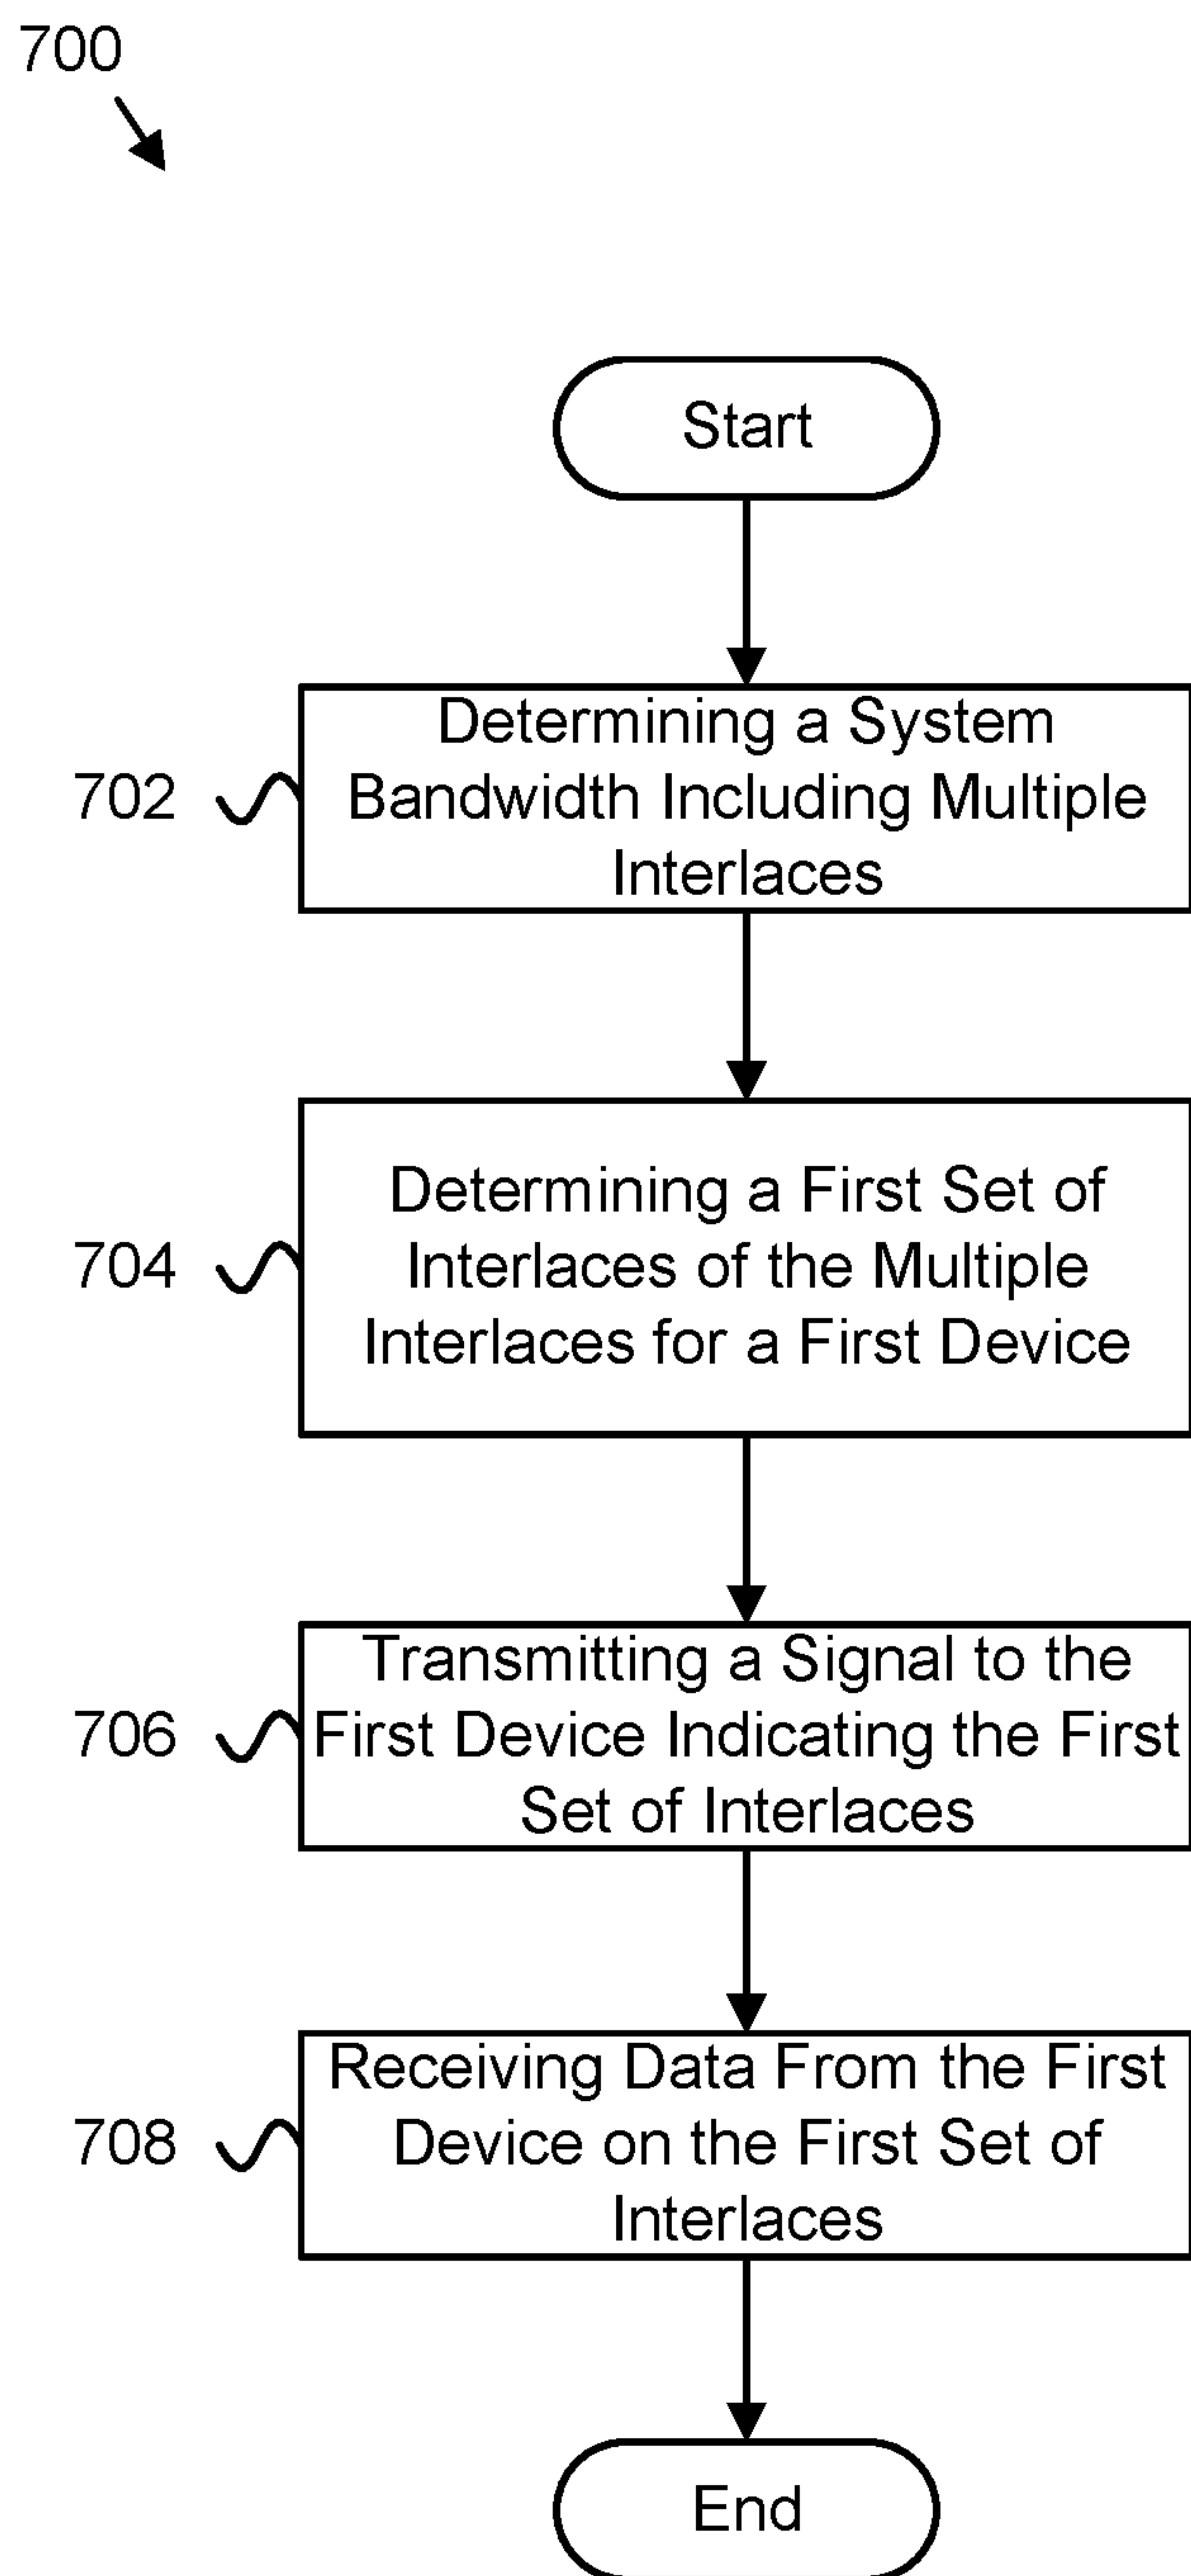 700
Start
702
Determining a System
Bandwidth Including Multiple
Interlaces
704
Determining a First Set of
Interlaces of the Multiple
Interlaces for a First Device
706
Transmitting a Signal to the
First Device Indicating the First
Set of Interlaces
708
Receiving Data From the First
Device on the First Set of
Interlaces
End